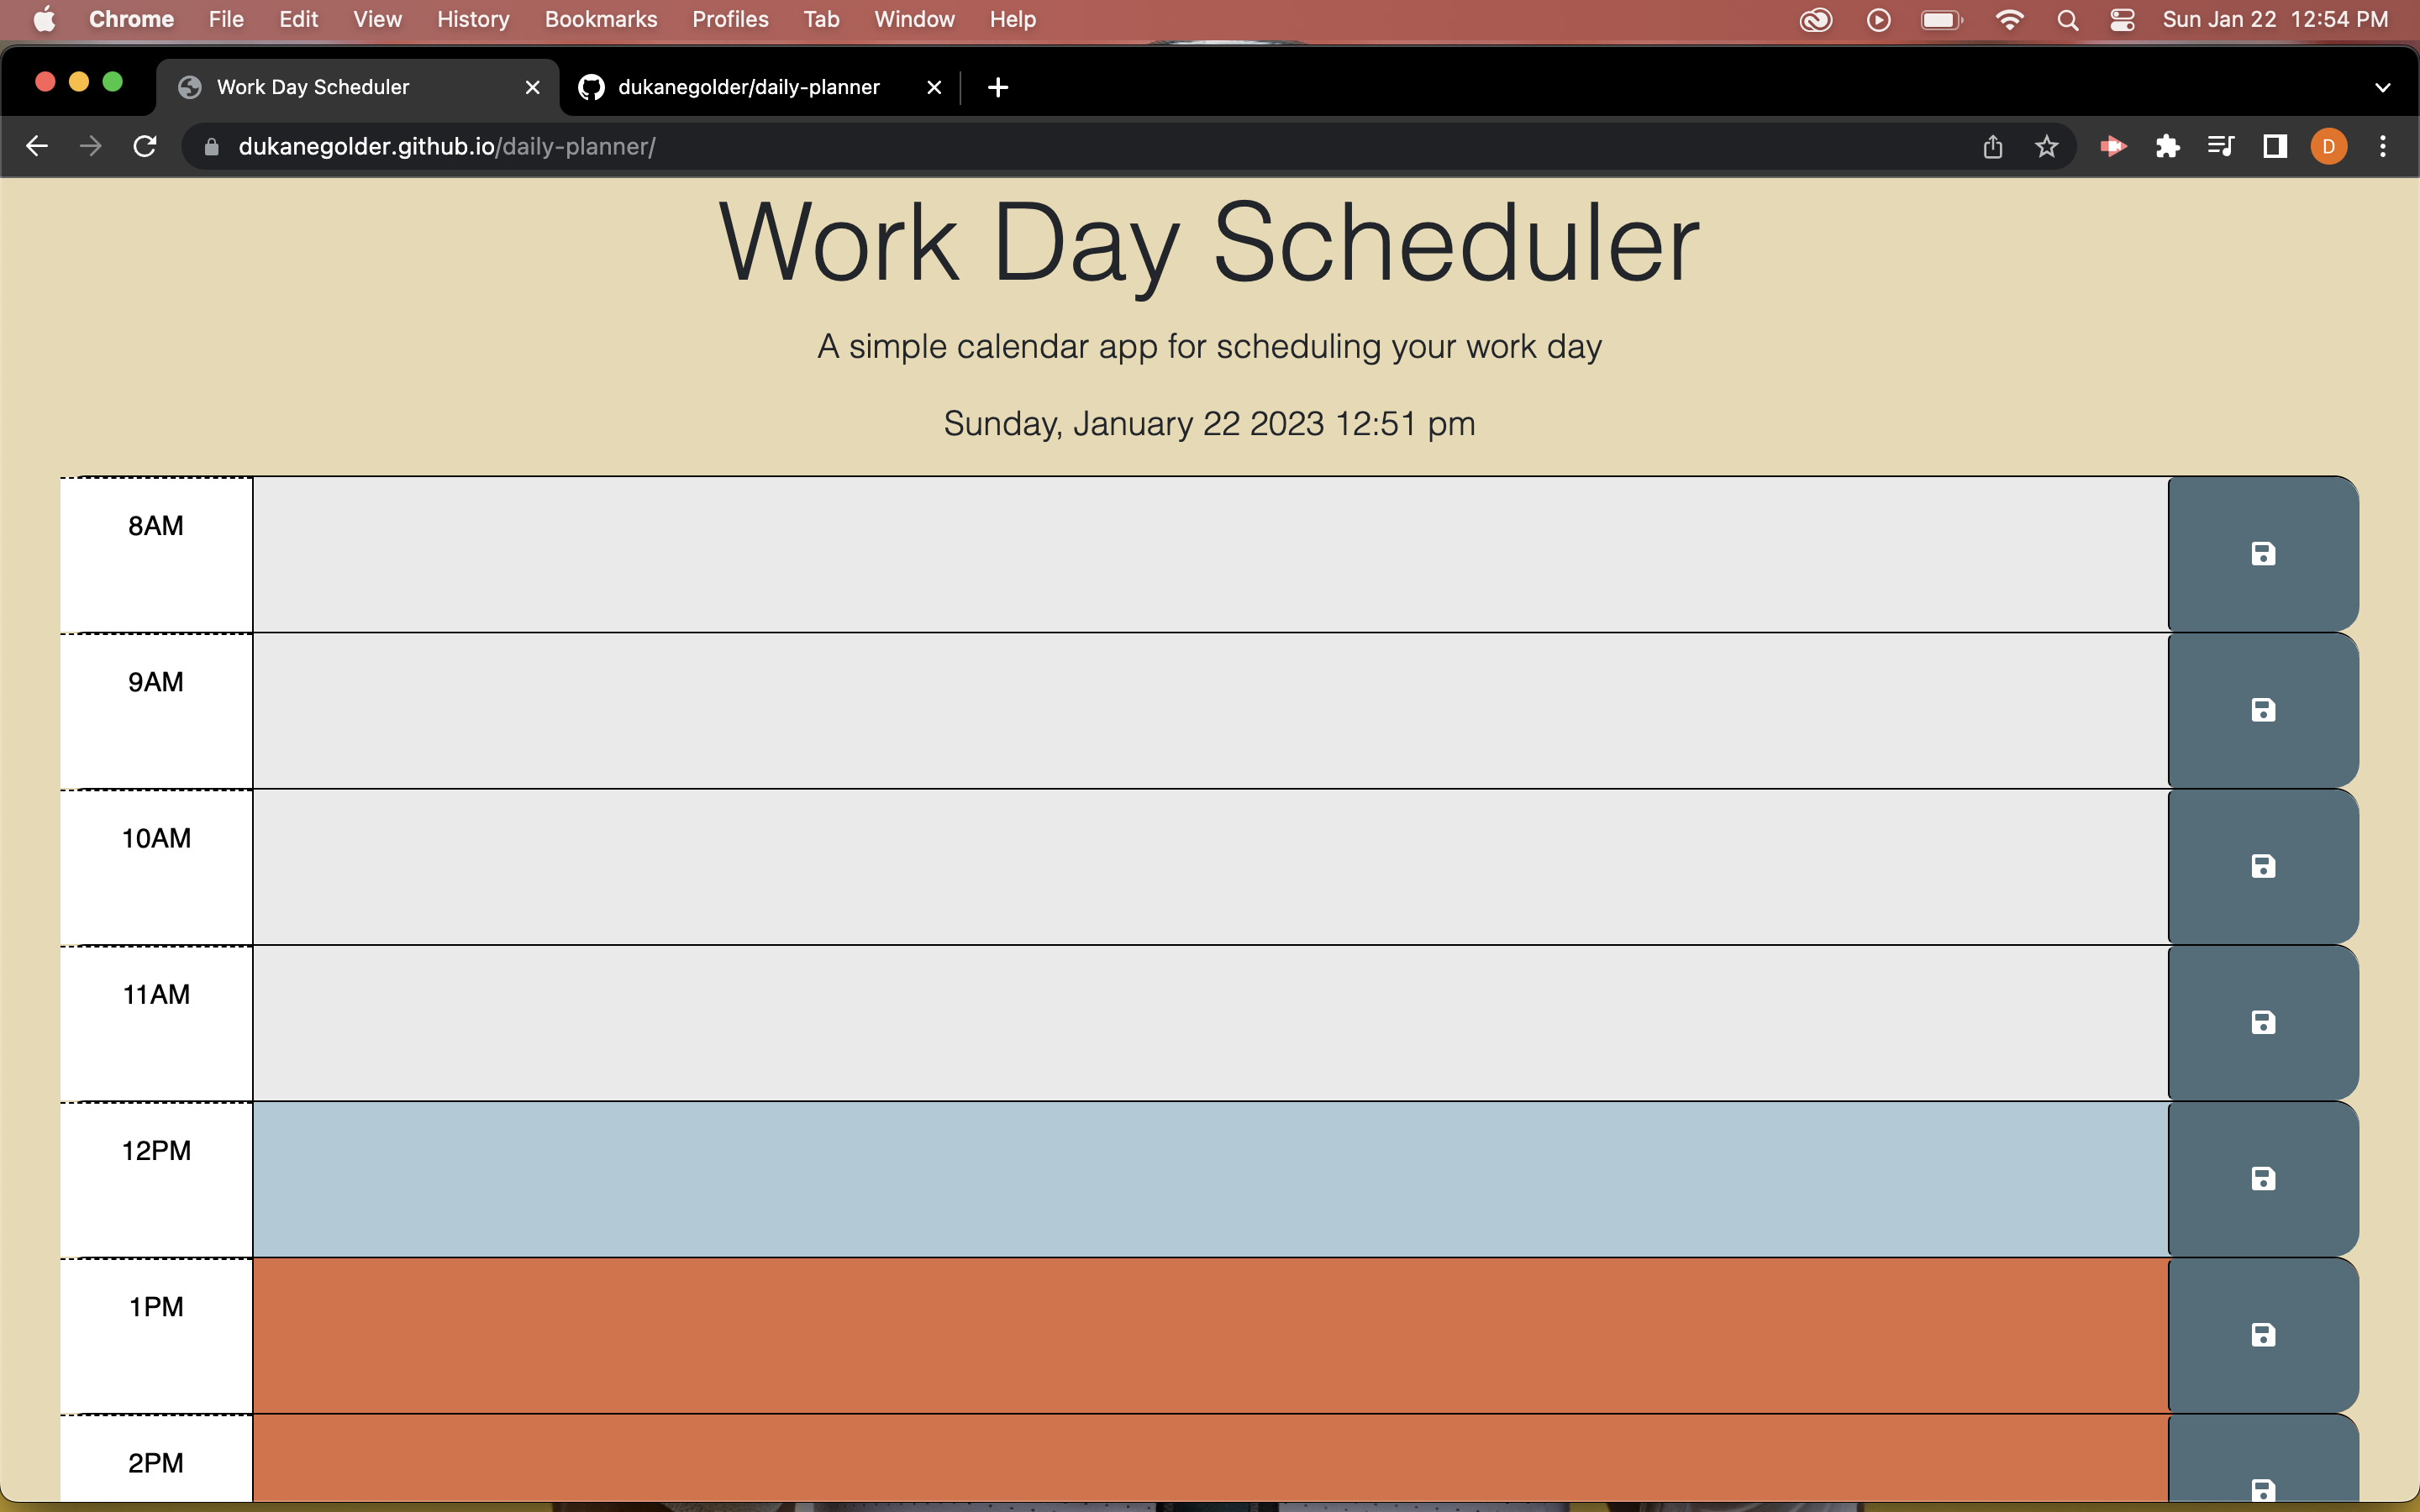 Chrome File Edit View History Bookmarks Profiles Tab Window Help Sun Jan 22 12:54 PM
Work Day Scheduler dukanegolder/daily-planner
dukanegolder.github.io/daily-planner/ D
Work Day Scheduler
A simple calendar app for scheduling your work day
Sunday, January 22 2023 12:51 pm
8AM
9AM
10AM
11AM
12PM
1PM
2PM